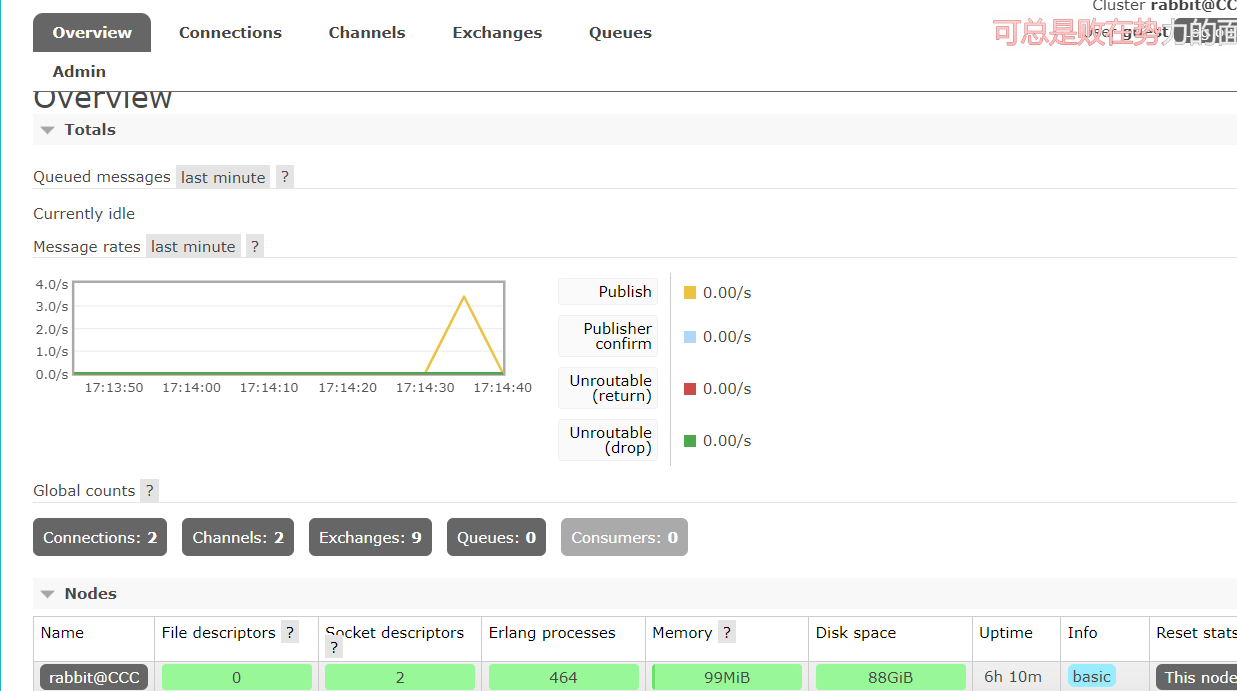 Cluster rabbit@CC
Overview Connections Channels Exchanges Queues
可总是败在势力的面
User guest Log out
Admin
Overview
Totals
Queued messages last minute ?
Currently idle
Message rates last minute ?
4.0/s
3.0/s
2.0/s
1.0/s
0.0/s
17:13:50 17:14:00 17:14:10 17:14:20 17:14:30 17:14:40
Publish 0.00/s
Publisher confirm 0.00/s
Unroutable (return) 0.00/s
Unroutable (drop) 0.00/s
Global counts ?
Connections: 2 Channels: 2 Exchanges: 9 Queues: 0 Consumers: 0
Nodes
Name File descriptors ? Socket descriptors ? Erlang processes Memory ? Disk space Uptime Info Reset stats
rabbit@CCC 0 2 464 99MiB 88GiB 6h 10m basic This node